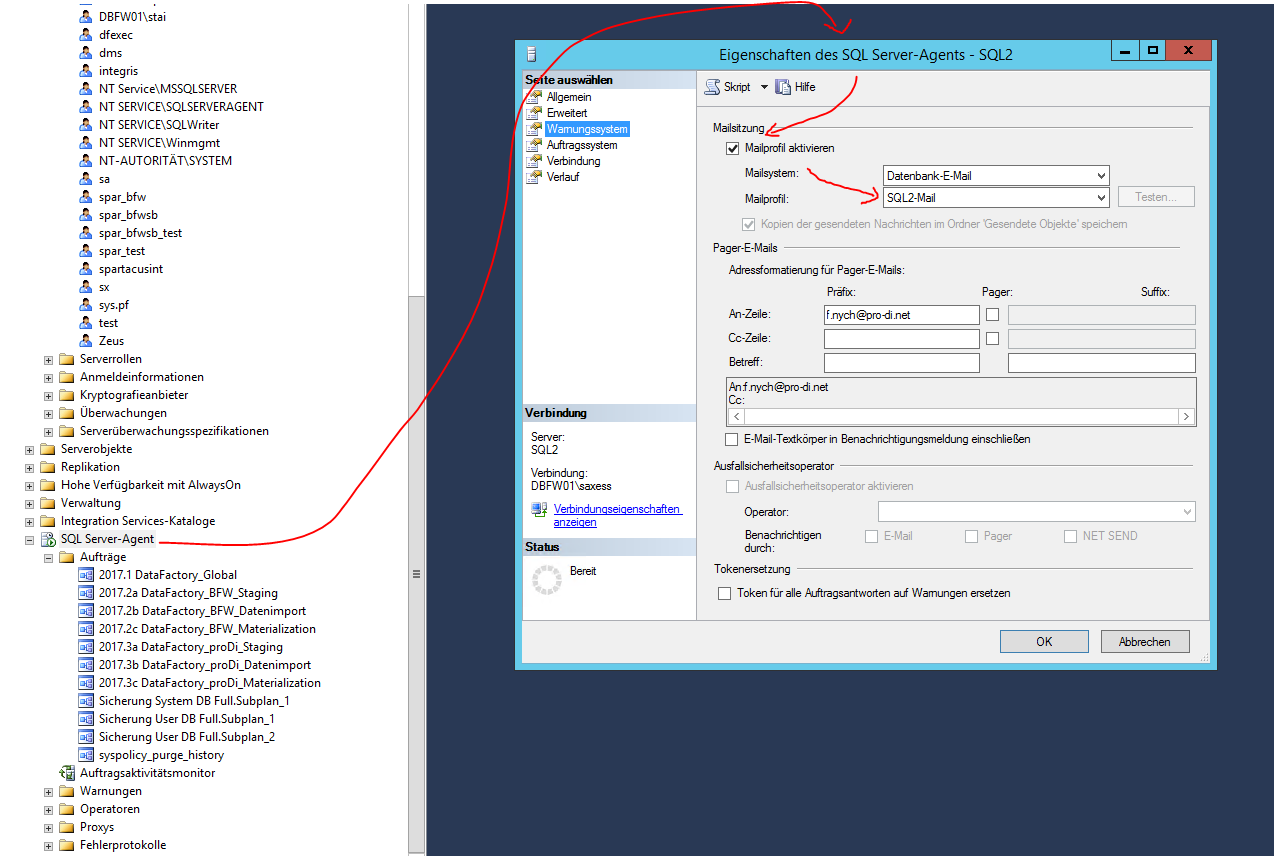 DBFW01\stai
dfexec
dms
integris
NT Service\MSSQLSERVER
NT SERVICE\SQLSERVERAGENT
NT SERVICE\SQLWriter
NT SERVICE\Winmgmt
NT-AUTORITÄT\SYSTEM
sa
spar_bfw
spar_bfwsb
spar_bfwsb_test
spar_test
spartacusint
sx
sys.pf
test
Zeus
Serverrollen
Anmeldeinformationen
Kryptografieanbieter
Überwachungen
Serverüberwachungsspezifikationen
Serverobjekte
Replikation
Hohe Verfügbarkeit mit AlwaysOn
Verwaltung
Integration Services-Kataloge
SQL Server-Agent
Aufträge
2017.1 DataFactory_Global
2017.2a DataFactory_BFW_Staging
2017.2b DataFactory_BFW_Datenimport
2017.2c DataFactory_BFW_Materialization
2017.3a DataFactory_proDi_Staging
2017.3b DataFactory_proDi_Datenimport
2017.3c DataFactory_proDi_Materialization
Sicherung System DB Full.Subplan_1
Sicherung User DB Full.Subplan_1
Sicherung User DB Full.Subplan_2
syspolicy_purge_history
Auftragsaktivitätsmonitor
Warnungen
Operatoren
Proxys
Fehlerprotokolle
Eigenschaften des SQL Server-Agents - SQL2
Seite auswählen
Allgemein
Erweitert
Warnungssystem
Auftragssystem
Verbindung
Verlauf
Verbindung
Server:
SQL2
Verbindung:
DBFW01\saxess
Verbindungseigenschaften
anzeigen
Status
Bereit
Skript Hilfe
Mailsitzung
Mailprofil aktivieren
Mailsystem: Datenbank-E-Mail
Mailprofil: SQL2-Mail Testen...
Kopien der gesendeten Nachrichten im Ordner 'Gesendete Objekte' speichern
Pager-E-Mails
Adressformatierung für Pager-E-Mails:
Präfix: Pager: Suffix:
An-Zeile: f.nych@pro-di.net
Cc-Zeile:
Betreff:
An:f.nych@pro-di.net
Cc:
E-Mail-Textkörper in Benachrichtigungsmeldung einschließen
Ausfallsicherheitsoperator
Ausfallsicherheitsoperator aktivieren
Operator:
Benachrichtigen
durch: E-Mail Pager NET SEND
Tokenersetzung
Token für alle Auftragsantworten auf Warnungen ersetzen
OK Abbrechen